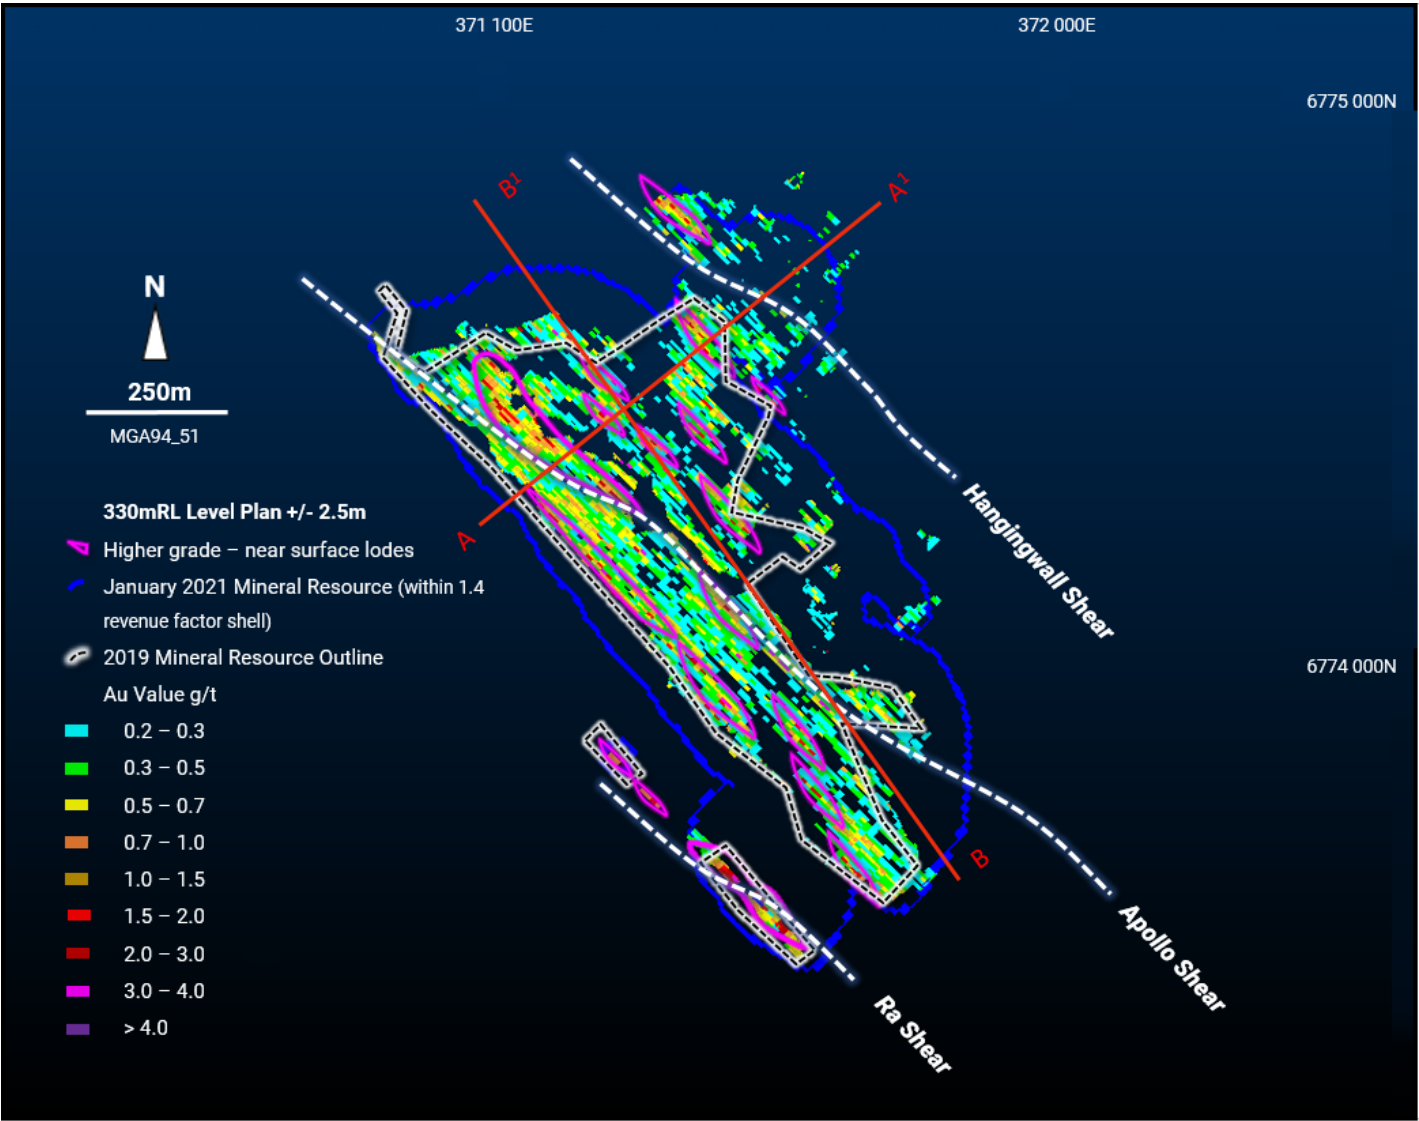 371 100E
372 000E
6775 000N
B¹
A¹
N
250m
MGA94_51
330mRL Level Plan +/- 2.5m
Higher grade – near surface lodes
A
January 2021 Mineral Resource (within 1.4
revenue factor shell)
Hangingwall Shear
2019 Mineral Resource Outline
6774 000N
Au Value g/t
0.2 – 0.3
0.3 – 0.5
0.5 – 0.7
0.7 – 1.0
1.0 – 1.5
1.5 – 2.0
2.0 – 3.0
3.0 – 4.0
> 4.0
B
Apollo Shear
Ra Shear